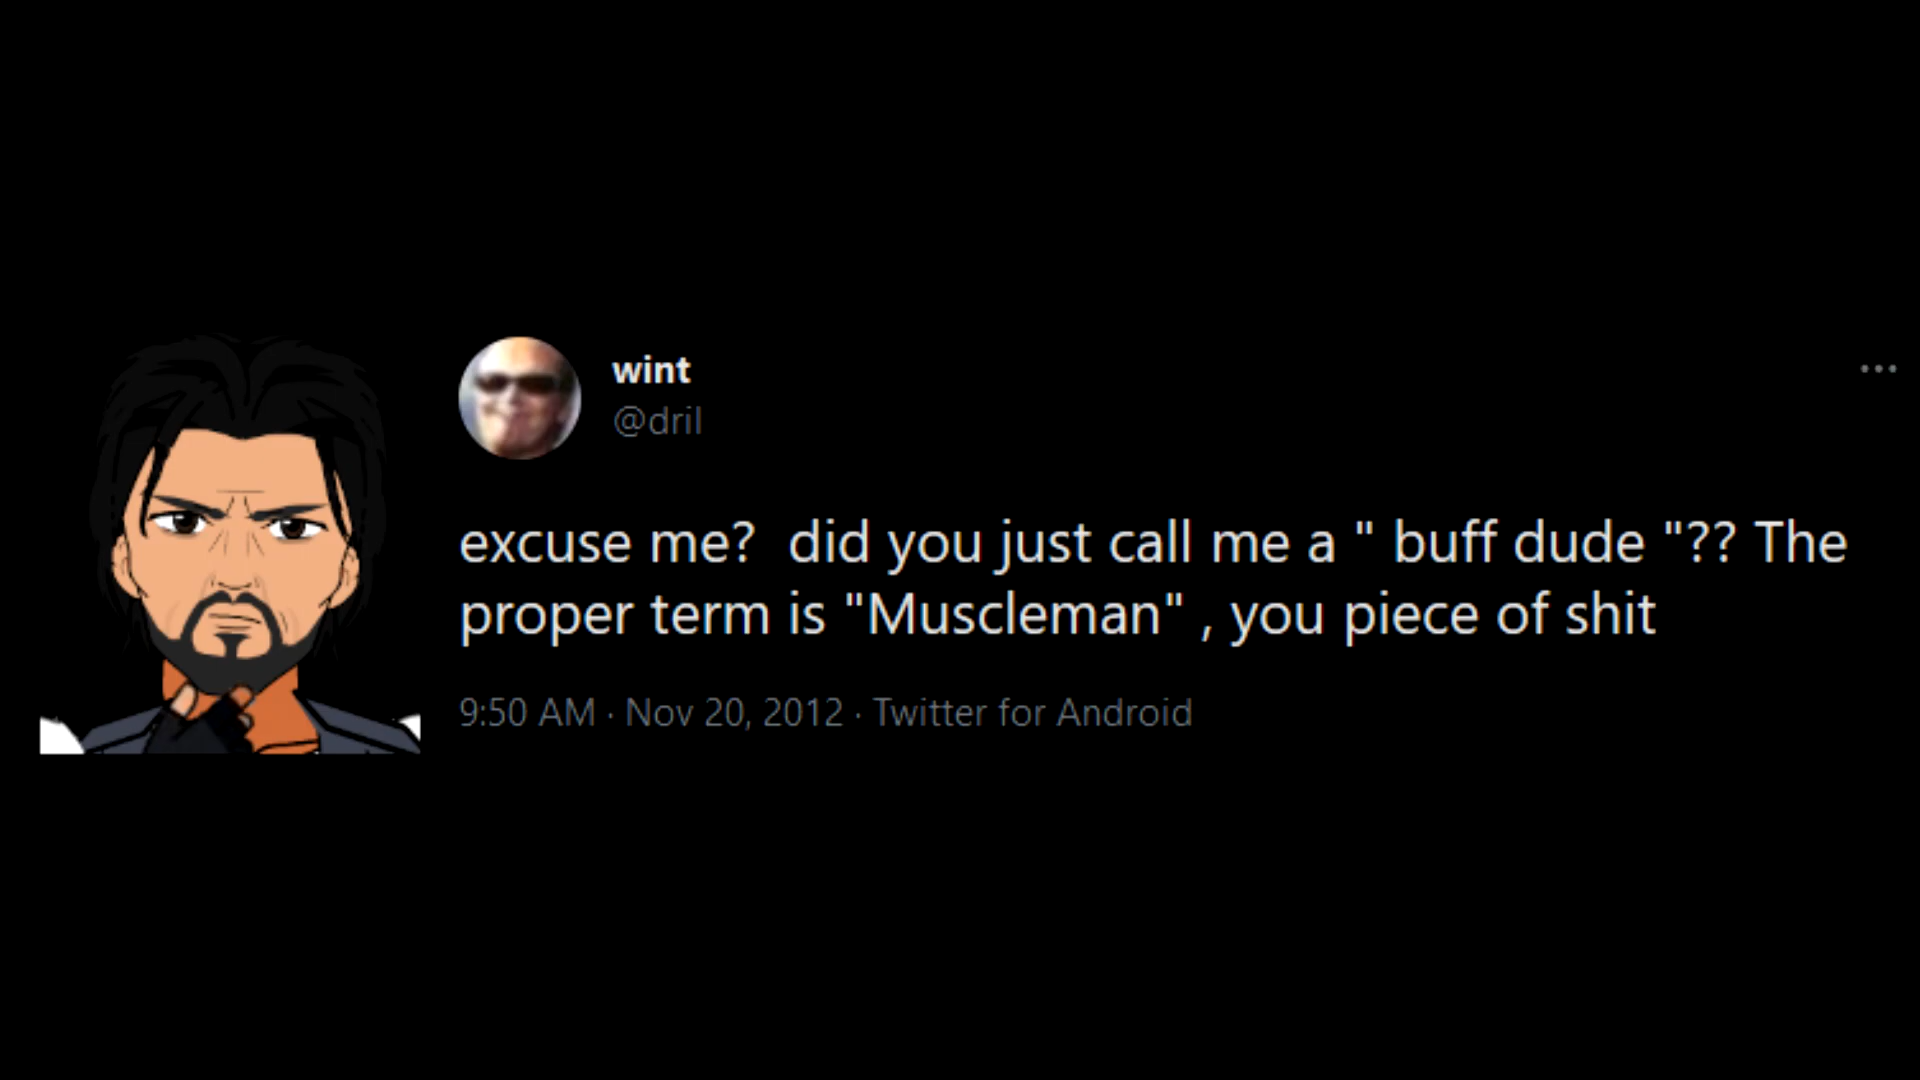 wint
@dril
excuse me?  did you just call me a " buff dude "?? The
proper term is "Muscleman" , you piece of shit
9:50 AM · Nov 20, 2012 · Twitter for Android